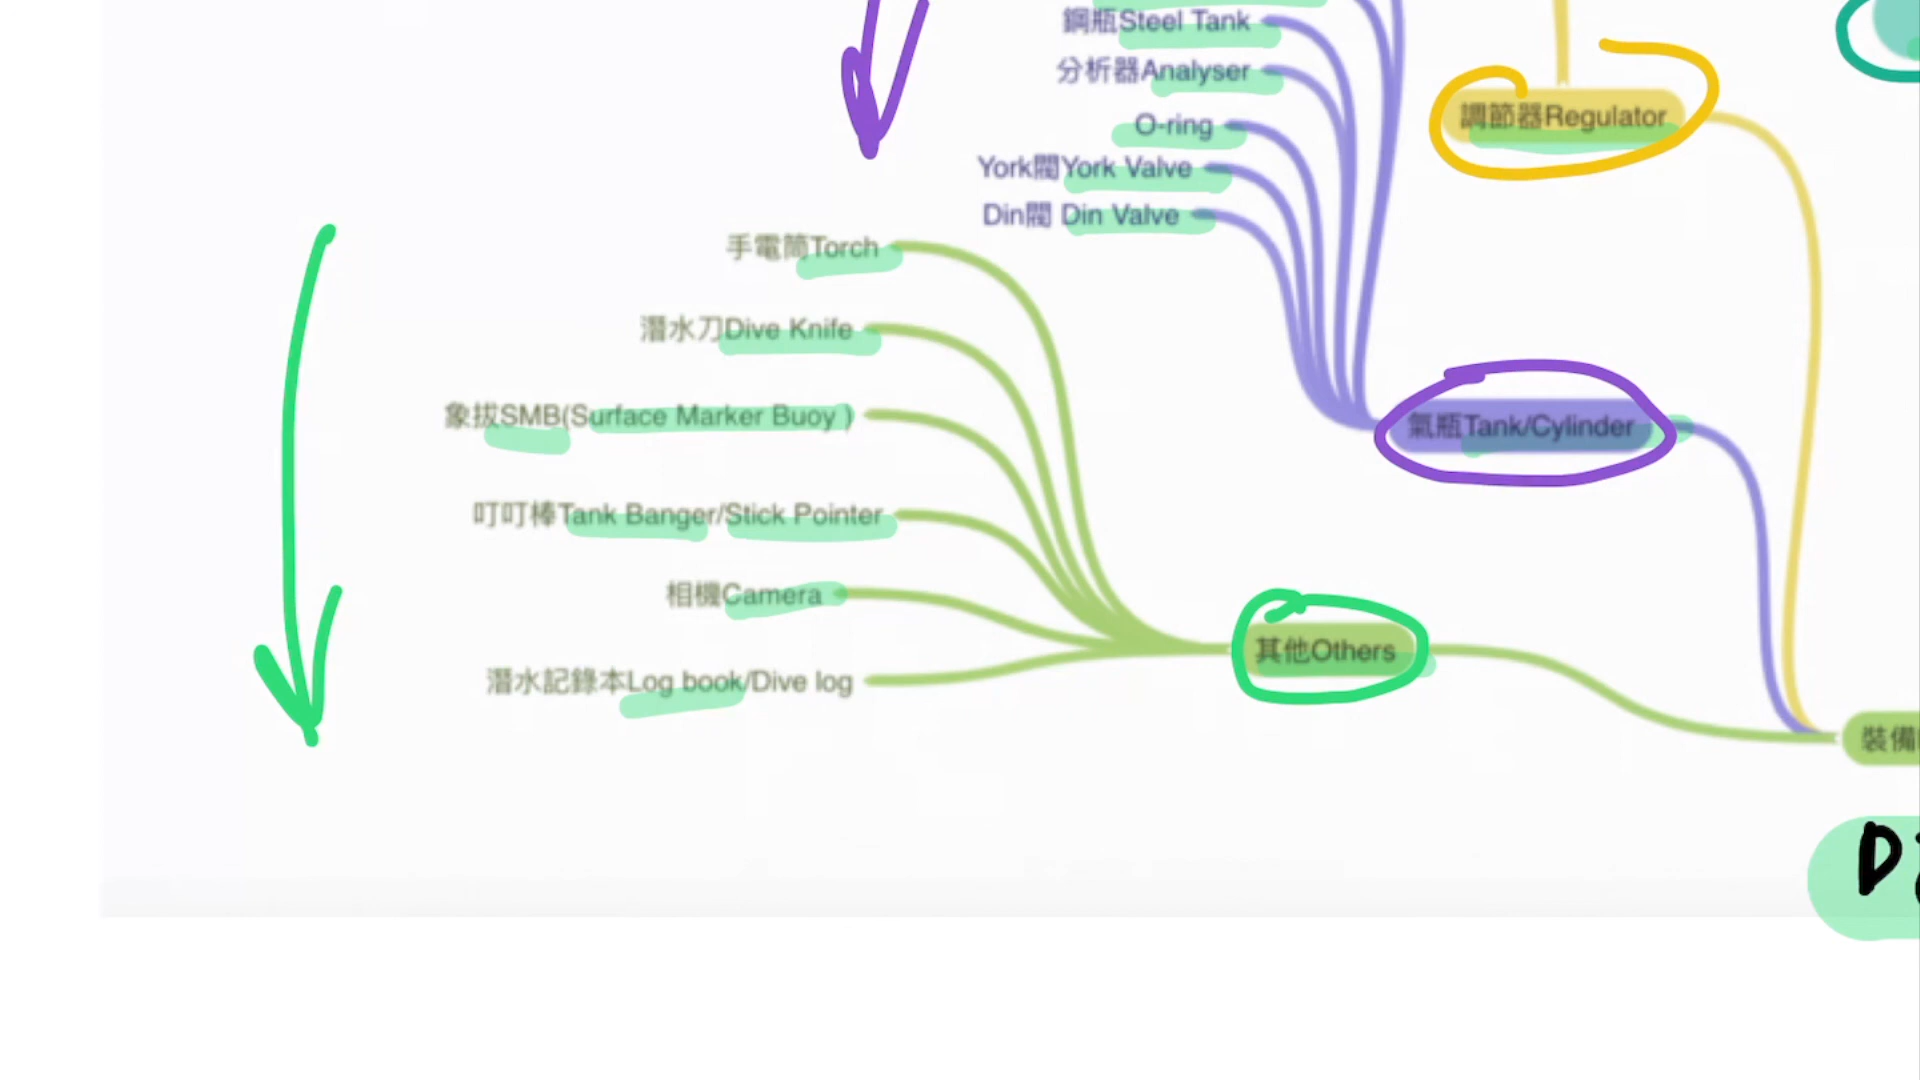 鋼瓶Steel Tank
分析器Analyser
O-ring
York閥York Valve
Din閥 Din Valve
調節器Regulator
手電筒Torch
潛水刀Dive Knife
象拔SMB(Surface Marker Buoy )
氣瓶Tank/Cylinder
叮叮棒Tank Banger/Stick Pointer
相機Camera
其他Others
潛水記錄本Log book/Dive log
裝備